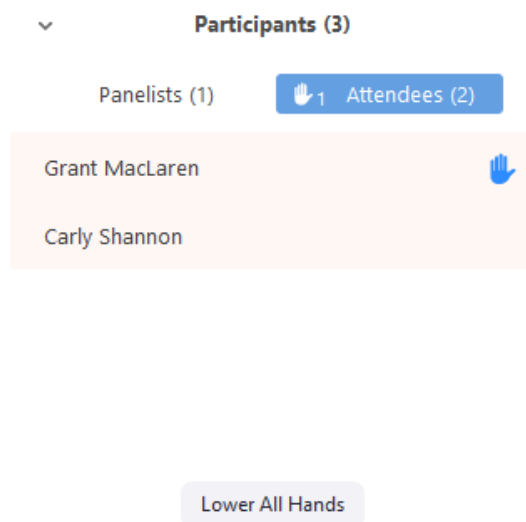 Participants (3)
Panelists (1) 1 Attendees (2)
Grant MacLaren
Carly Shannon
Lower All Hands